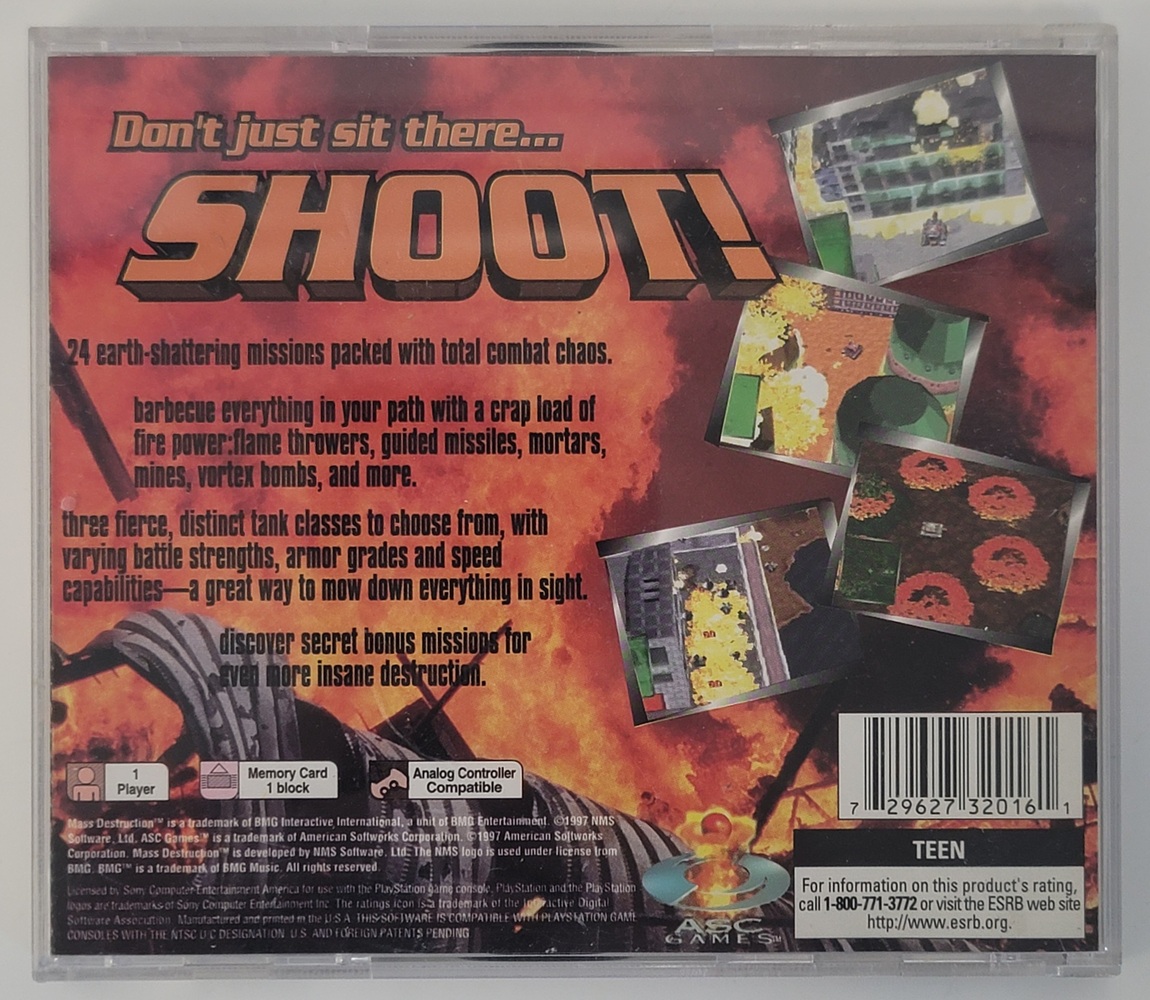 Don't just sit there...
SHOOT!
24 earth-shattering missions packed with total combat chaos.
barbecue everything in your path with a crap load of
fire power:flame throwers, guided missiles, mortars,
mines, vortex bombs, and more.
three fierce, distinct tank classes to choose from, with
varying battle strengths, armor grades and speed
capabilities—a great way to mow down everything in sight.
discover secret bonus missions for
even more insane destruction.
1
Player
Memory Card
1 block
Analog Controller
Compatible
Mass Destruction™ is a trademark of BMG Interactive International, a unit of BMG Entertainment. ©1997 NMS
Software, Ltd. ASC Games™ is a trademark of American Softworks Corporation. ©1997 American Softworks
Corporation. Mass Destruction™ is developed by NMS Software, Ltd. The NMS logo is used under license from
BMG. BMG™ is a trademark of BMG Music. All rights reserved.
Licensed by Sony Computer Entertainment America for use with the PlayStation game console. PlayStation and the PlayStation
logos are trademarks of Sony Computer Entertainment Inc. The ratings icon is a trademark of the Interactive Digital
Software Association. Manufactured and printed in the U.S.A. THIS SOFTWARE IS COMPATIBLE WITH PLAYSTATION GAME
CONSOLES WITH THE NTSC U/C DESIGNATION. U.S. AND FOREIGN PATENTS PENDING
ASC
GAMES™
7 29627 32016 1
TEEN
For information on this product's rating,
call 1-800-771-3772 or visit the ESRB web site
http://www.esrb.org.